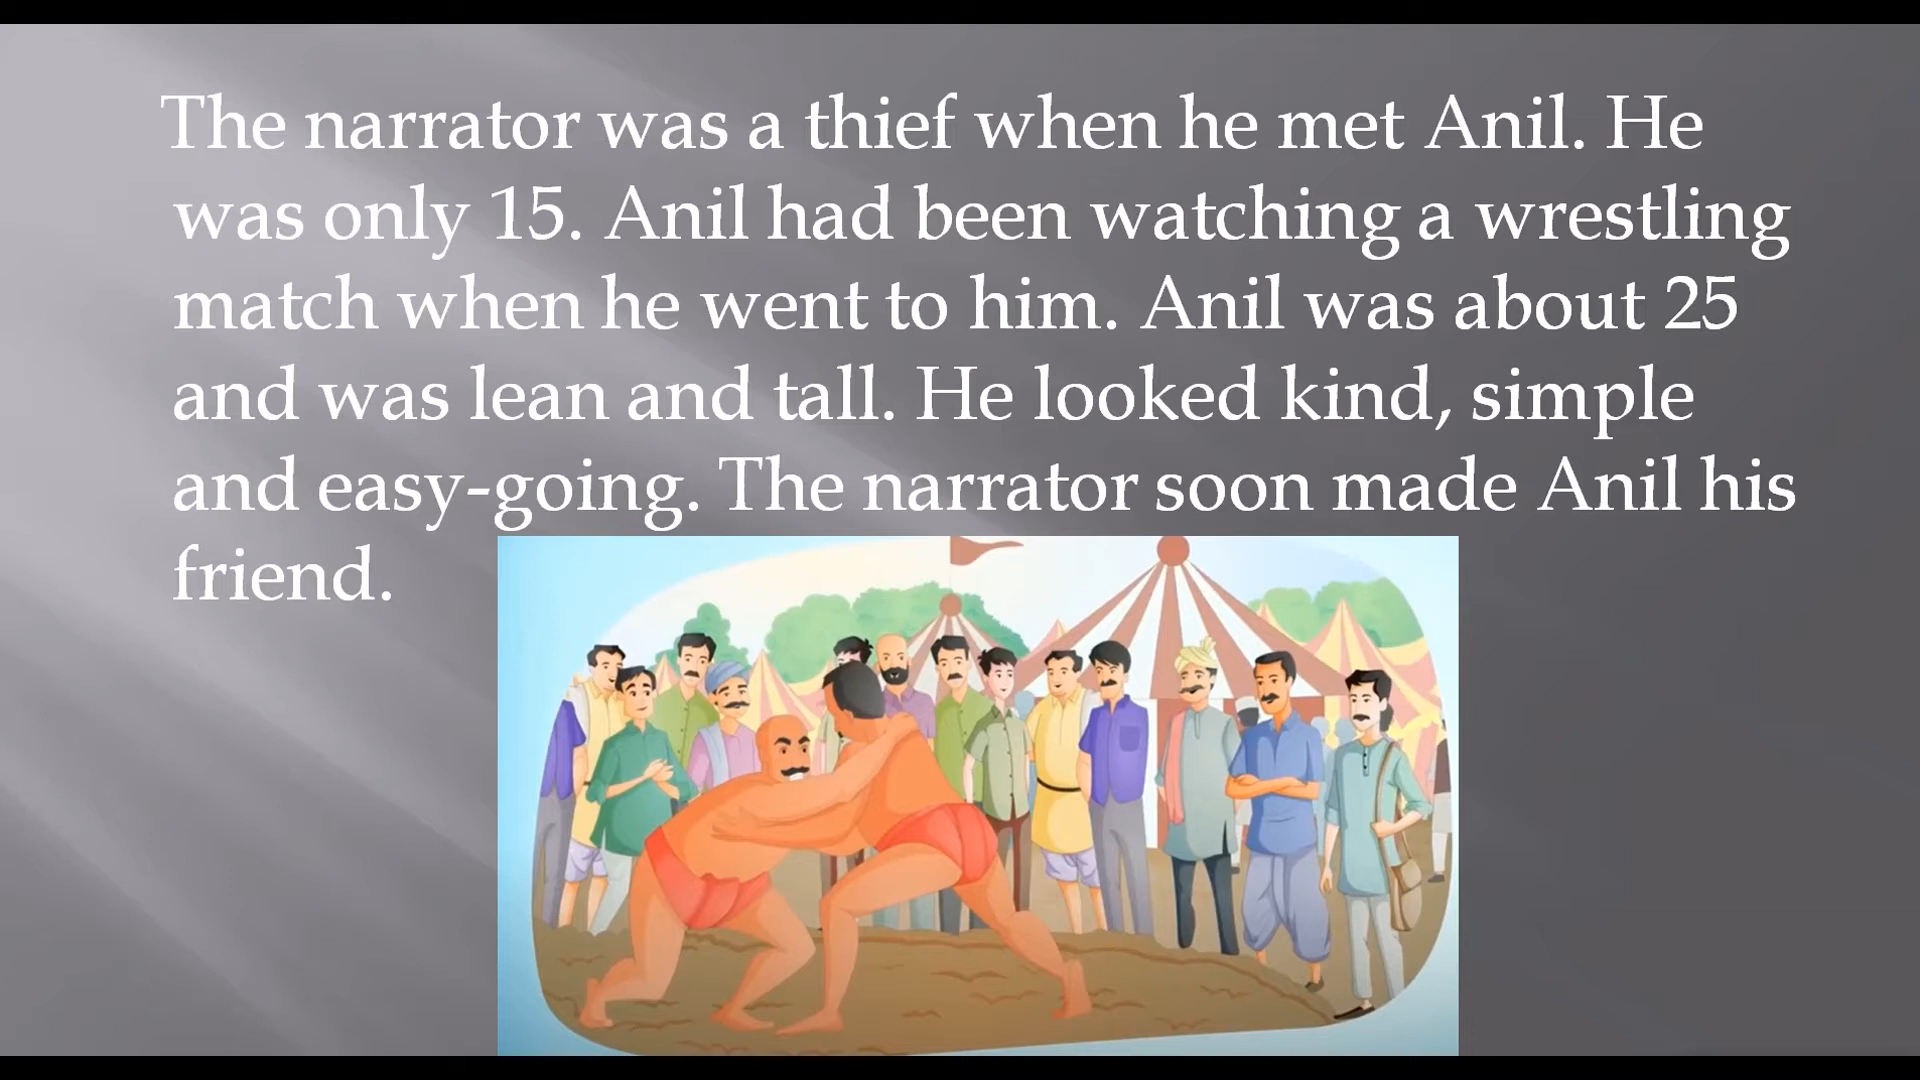 The narrator was a thief when he met Anil. He
was only 15. Anil had been watching a wrestling
match when he went to him. Anil was about 25
and was lean and tall. He looked kind, simple
and easy-going. The narrator soon made Anil his
friend.